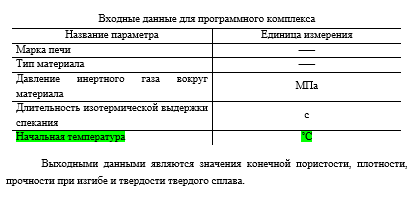 Входные данные для программного комплекса
Название параметра Единица измерения
Марка печи —
Тип материала —
Давление инертного газа вокруг
материала МПа
Длительность изотермической выдержки
спекания с
Начальная температура °С
Выходными данными являются значения конечной пористости, плотности,
прочности при изгибе и твердости твердого сплава.